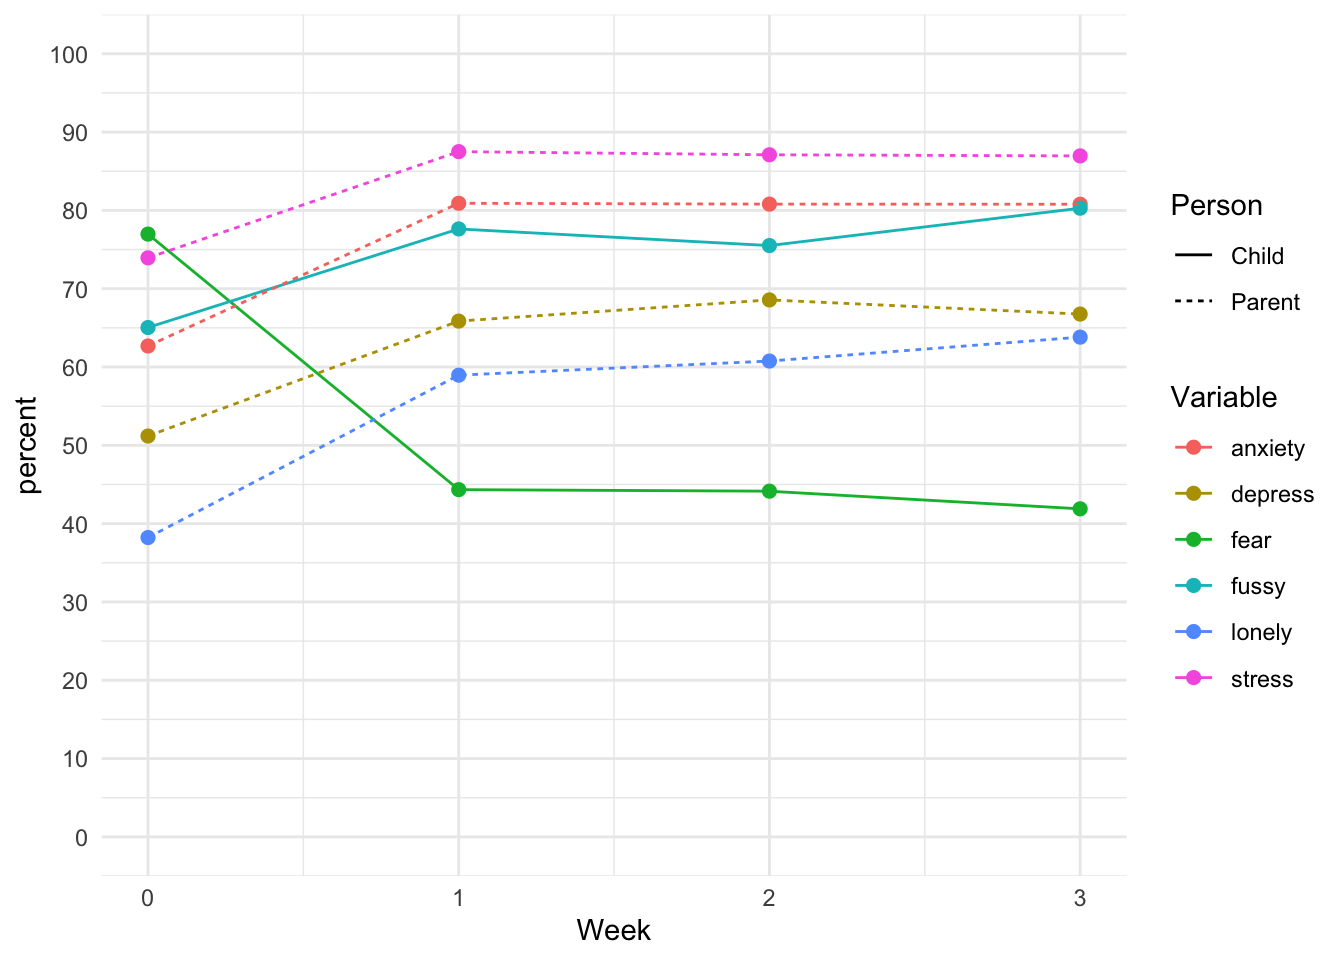 100
90
80
70
60
50
40
30
20
10
0
percent
0 1 2 3
Week
Person
Child
Parent
Variable
anxiety
depress
fear
fussy
lonely
stress